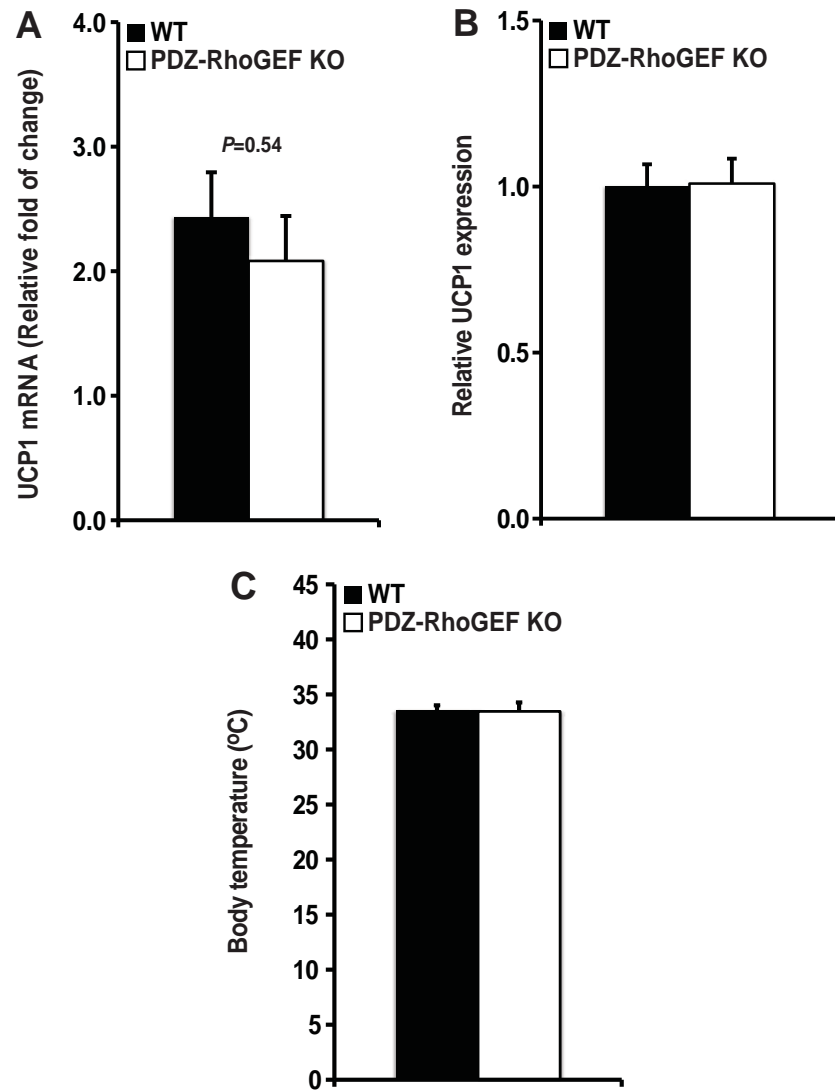 A
WT
PDZ-RhoGEF KO
UCP1 mRNA (Relative fold of change)
4.0
3.0
2.0
1.0
0.0
P=0.54
B
WT
PDZ-RhoGEF KO
Relative UCP1 expression
1.5
1.0
0.5
0.0
C
WT
PDZ-RhoGEF KO
Body temperature (ºC)
45
40
35
30
25
20
15
10
5
0